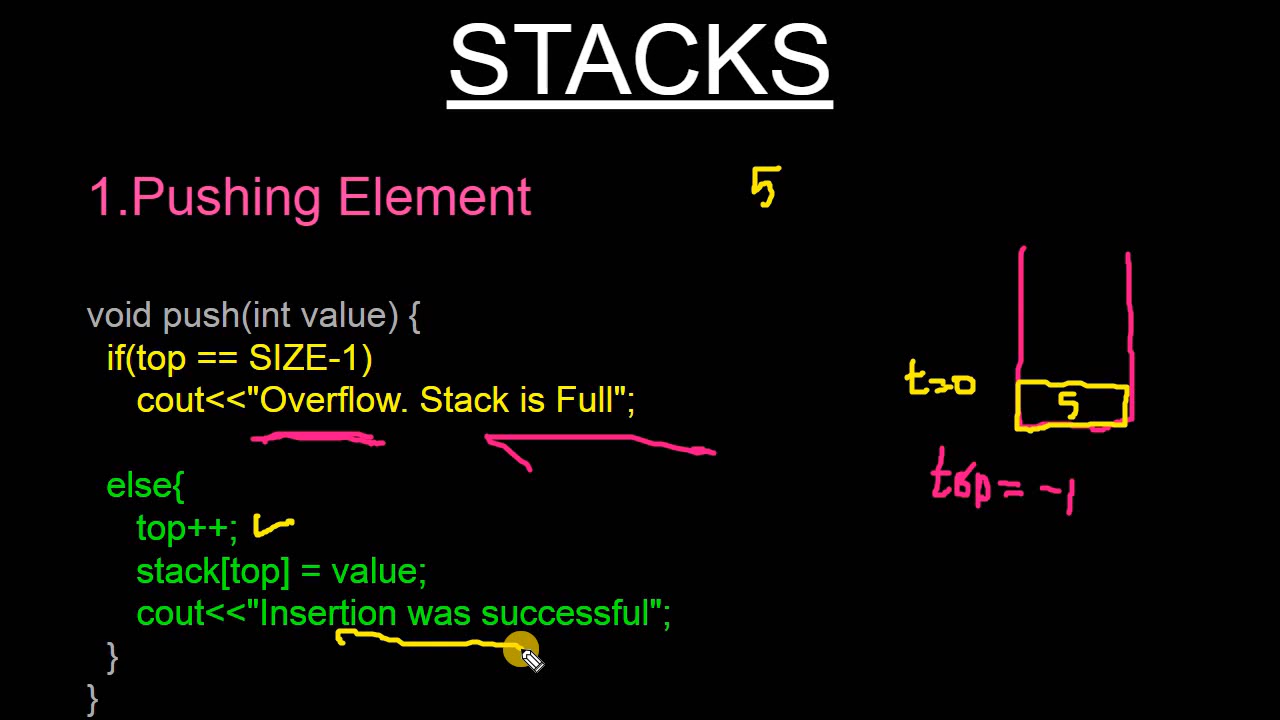 STACKS
1.Pushing Element
5
void push(int value) {
if(top == SIZE-1)
cout<<"Overflow. Stack is Full";
t=0
5
top = -1
else{
top++;
stack[top] = value;
cout<<"Insertion was successful";
}
}